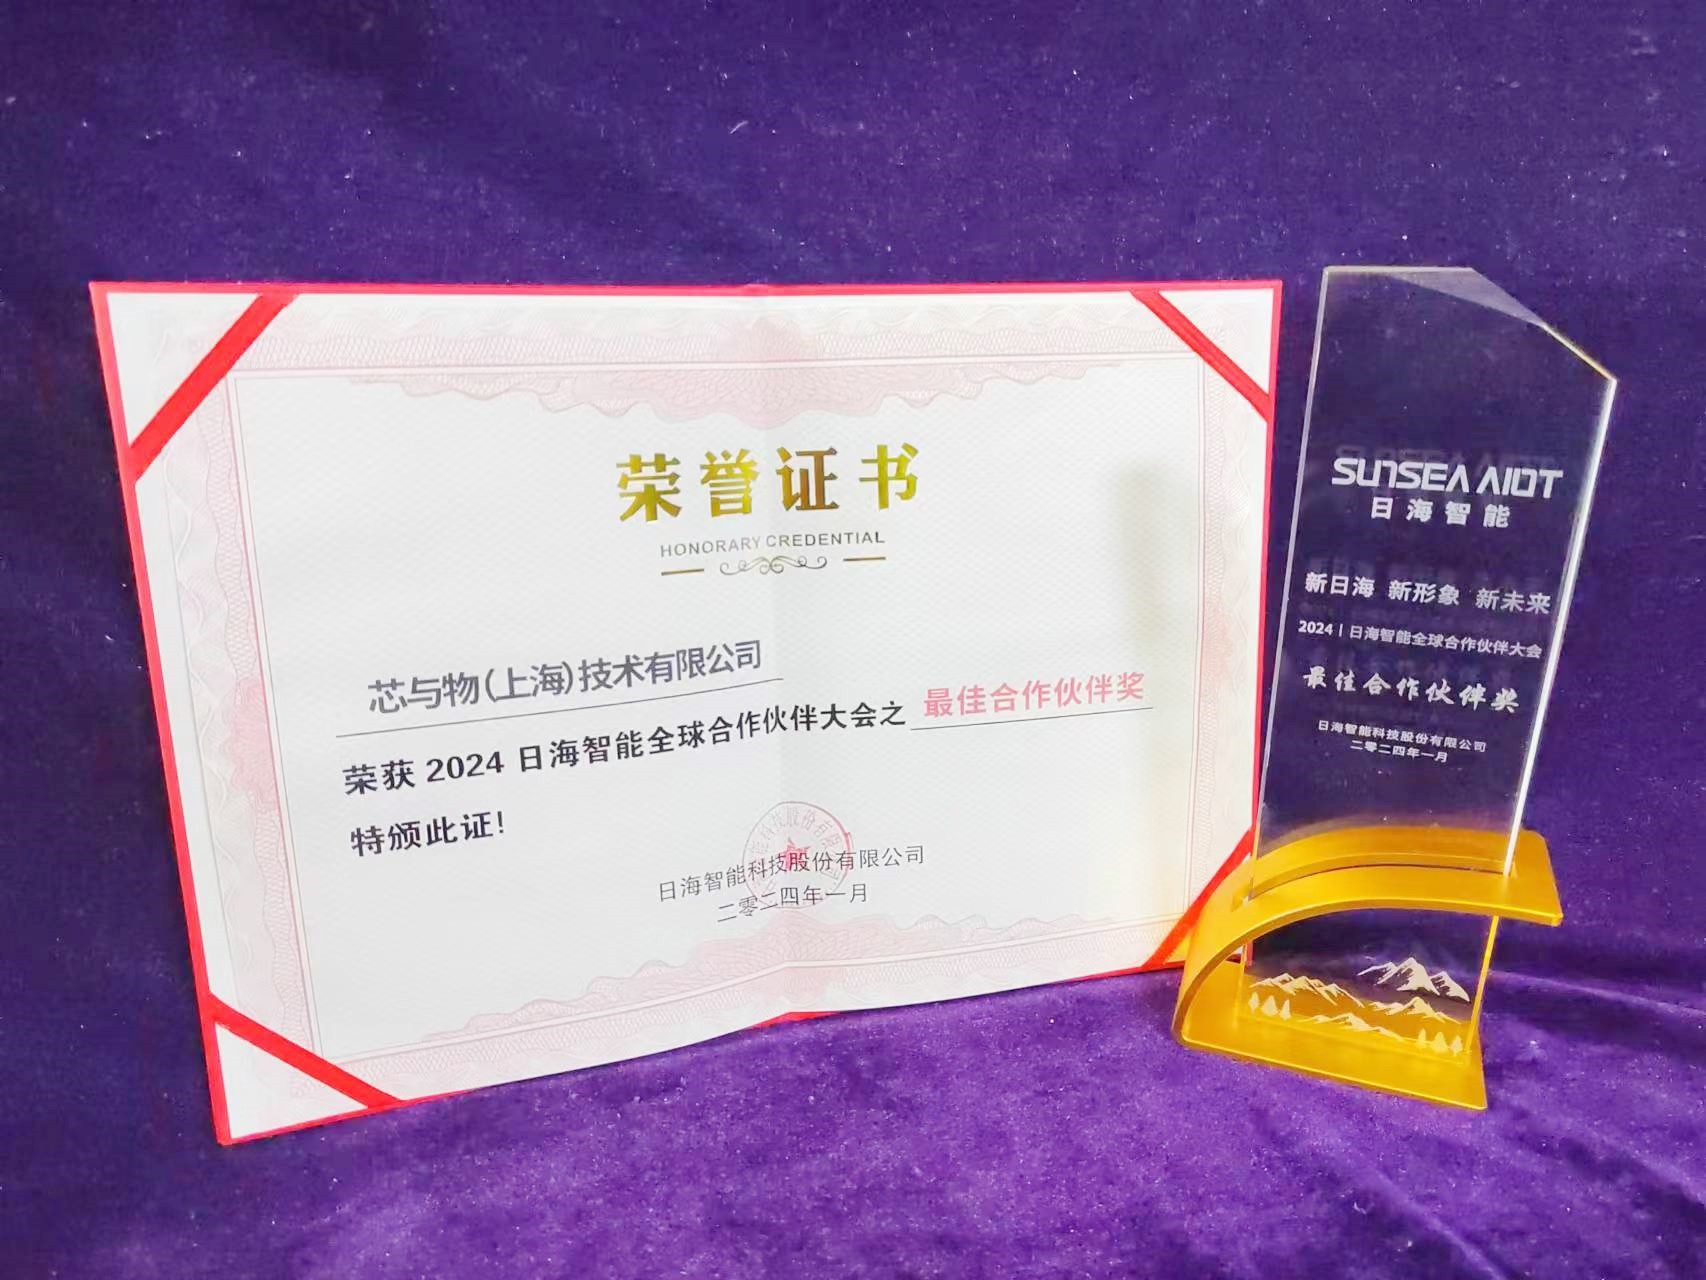 荣誉证书
HONORARY CREDENTIAL
芯与物(上海)技术有限公司
荣获 2024 日海智能全球合作伙伴大会之 最佳合作伙伴奖
特颁此证!
日海智能科技股份有限公司
二零二四年一月
SUNSEA AIOT
日海智能
新日海 新形象 新未来
2024 | 日海智能全球合作伙伴大会
最佳合作伙伴奖
日海智能科技股份有限公司
二零二四年一月